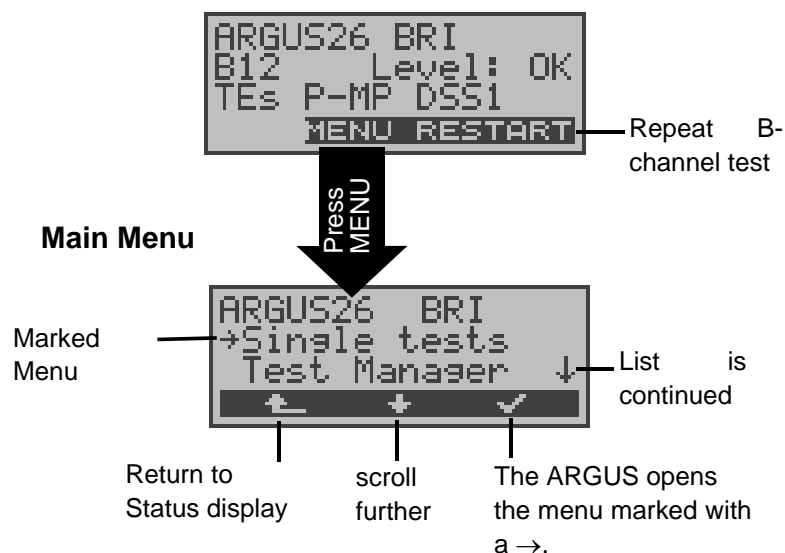 ARGUS26 BRI
B12 Level: OK
TEs P-MP DSS1
MENU RESTART
Repeat B-
channel test
Press
MENU
Main Menu
ARGUS26 BRI
→Single tests
Test Manager ↓
Marked
Menu
List is
continued
Return to
Status display
scroll
further
The ARGUS opens
the menu marked with
a →.